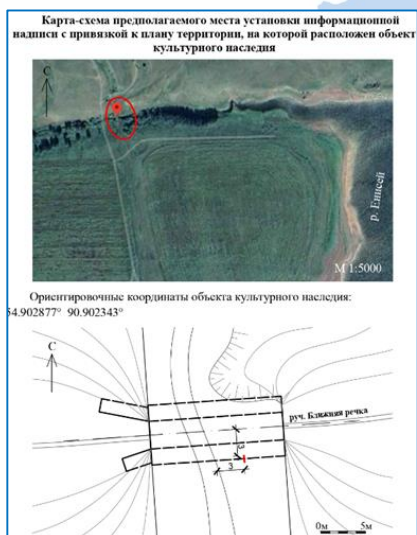 Карта-схема предполагаемого места установки информационной
надписи с привязкой к плану территории, на которой расположен объект
культурного наследия
С
р. Енисей
М 1:5000
Ориентировочные координаты объекта культурного наследия:
54.902877° 90.902343°
С
руч. Ближняя речка
3
3
0м 5м